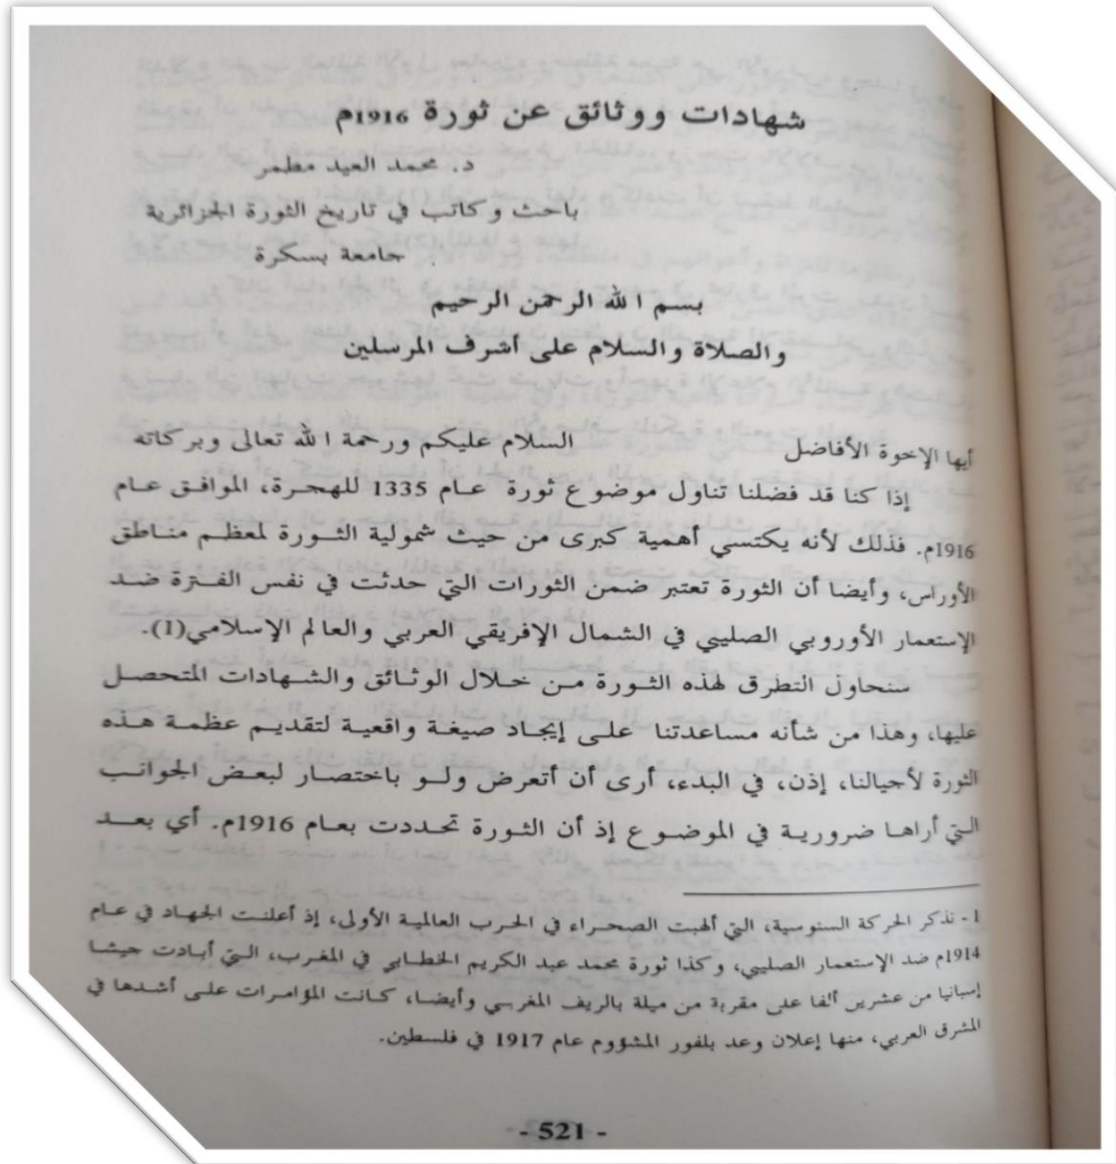 شهادات ووثائق عن ثورة 1916م
د. محمد العيد مطمر
باحث وكاتب في تاريخ الثورة الجزائرية
جامعة بسكرة
بسم الله الرحمن الرحيم
والصلاة والسلام على أشرف المرسلين
أيها الإخوة الأفاضل السلام عليكم ورحمة الله تعالى وبركاته
إذا كنا قد فضلنا تناول موضوع ثورة عام 1335 للهجرة، الموافق عام
1916م. فذلك لأنه يكتسي أهمية كبرى من حيث شمولية الثورة لمعظم مناطق
الأوراس، وأيضا أن الثورة تعتبر ضمن الثورات التي حدثت في نفس الفترة ضد
الإستعمار الأوروبي الصليبي في الشمال الإفريقي العربي والعالم الإسلامي(1).
سنحاول التطرق لهذه الثورة من خلال الوثائق والشهادات المتحصل
عليها، وهذا من شأنه مساعدتنا على إيجاد صيغة واقعية لتقديم عظمة هذه
الثورة لأجيالنا، إذن، في البدء، أرى أن أتعرض ولو باختصار لبعض الجوانب
التي أراها ضرورية في الموضوع إذ أن الثورة تحددت بعام 1916م. أي بعد
1- نذكر الحركة السنوسية، التي ألهبت الصحراء في الحرب العالمية الأولى، إذ أعلنت الجهاد في عام
1914م ضد الإستعمار الصليبي، وكذا ثورة محمد عبد الكريم الخطابي في المغرب، التي أبادت جيشا
إسبانيا من عشرين ألفا على مقربة من ميلة بالريف المغربي وأيضا، كانت المؤامرات على أشدها في
المشرق العربي، منها إعلان وعد بلفور المشؤوم عام 1917 في فلسطين.
- 521 -